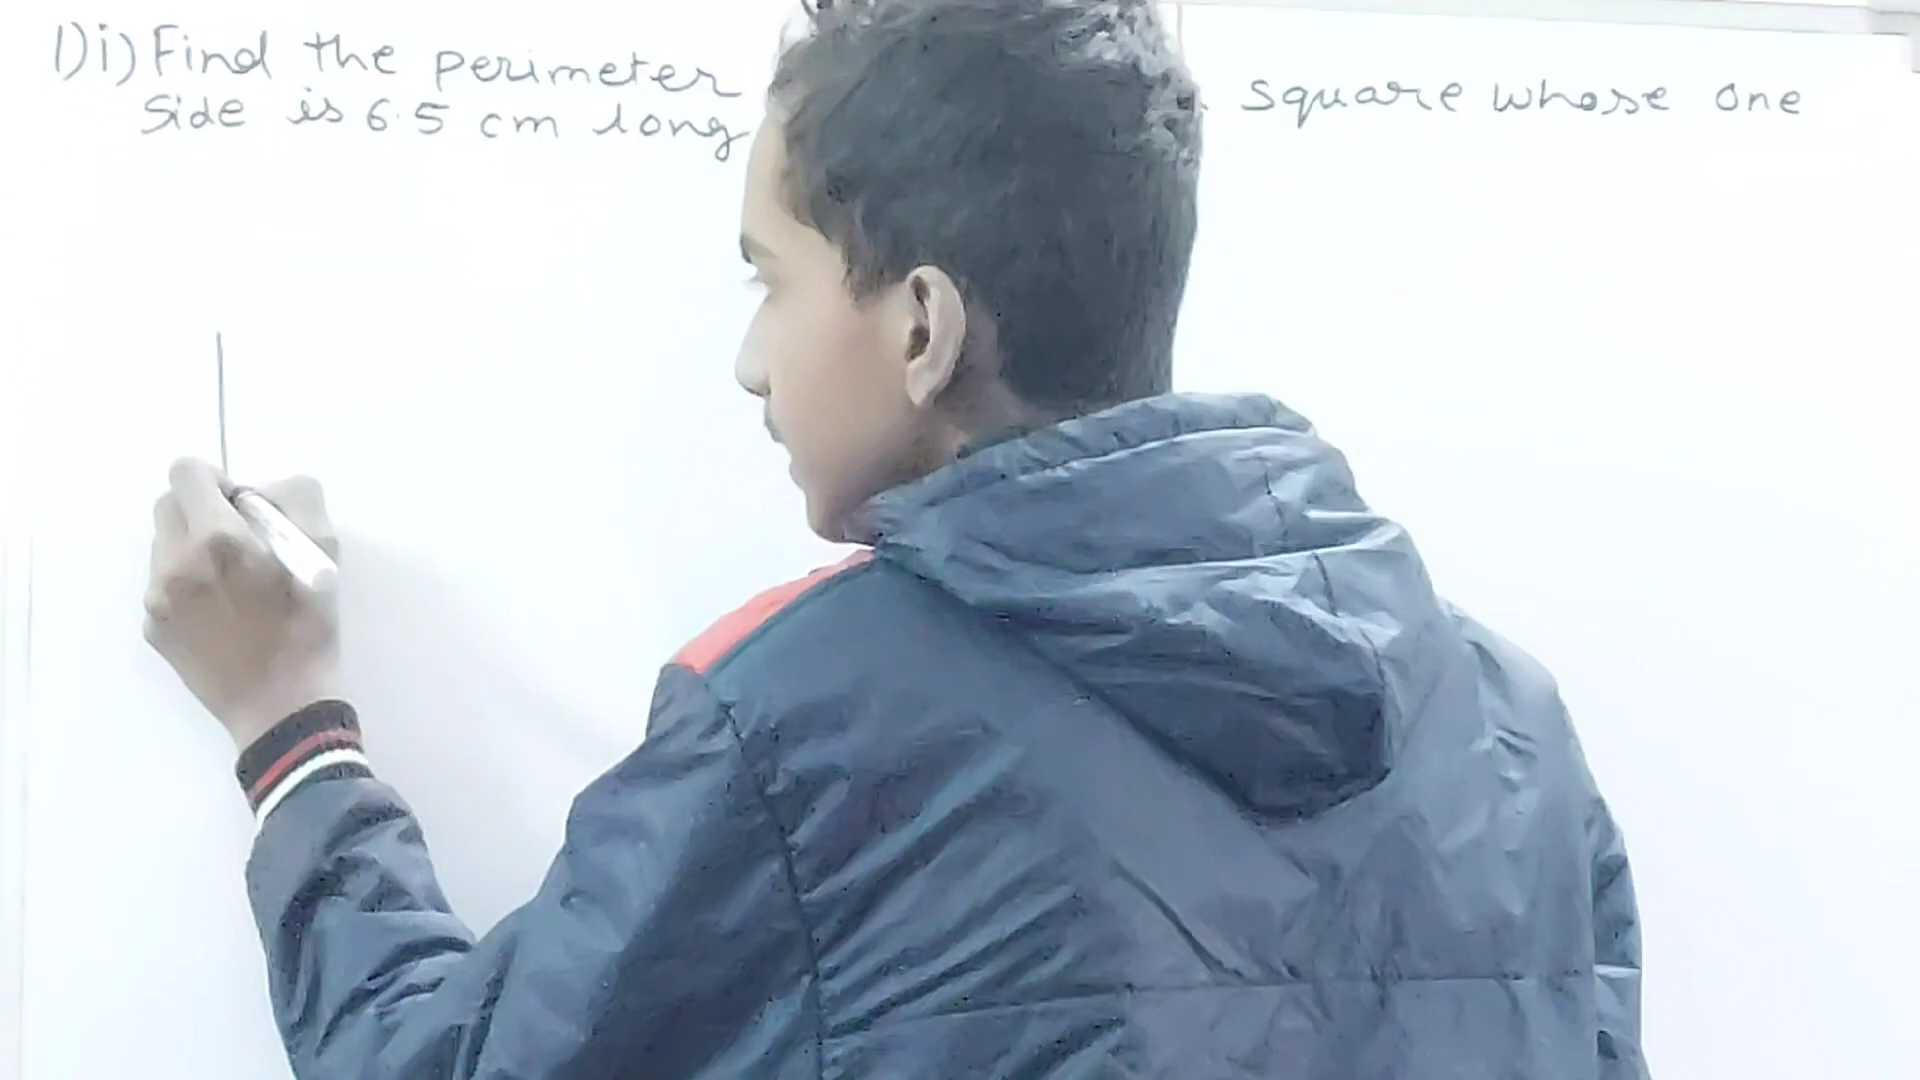 1) i) Find the perimeter square whose one
Side is 6.5 cm long